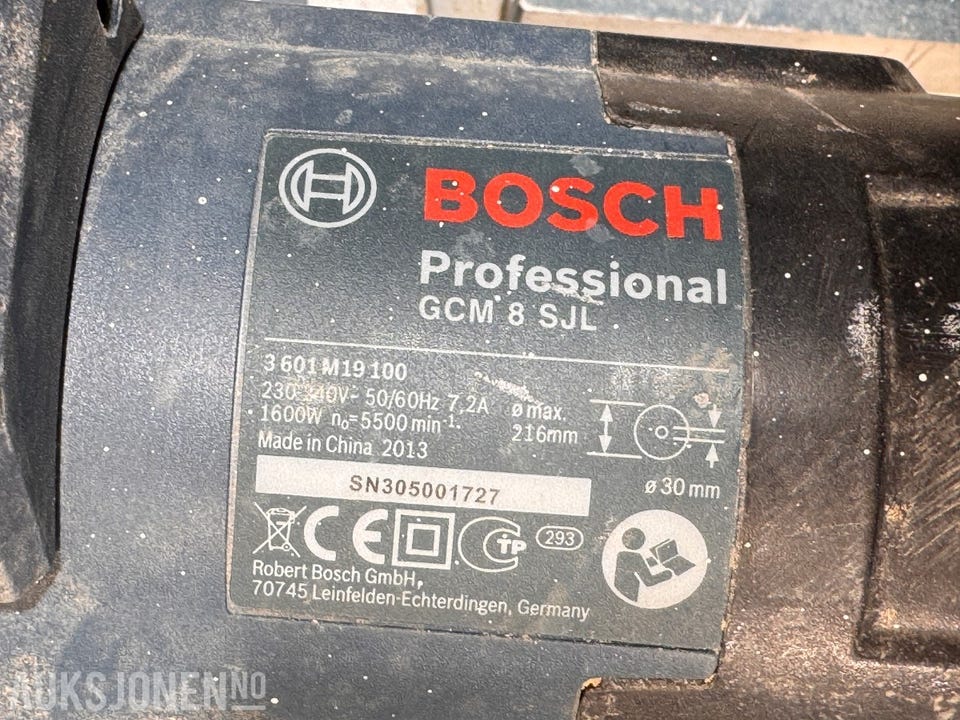 BOSCH
Professional
GCM 8 SJL
3 601 M19 100
230-240V~ 50/60Hz 7,2A
1600W n₀=5500 min⁻¹.
Made in China 2013
ø max.
216mm
ø 30 mm
SN305001727
CE
TP
293
Robert Bosch GmbH,
70745 Leinfelden-Echterdingen, Germany
AUKSJONEN.NO